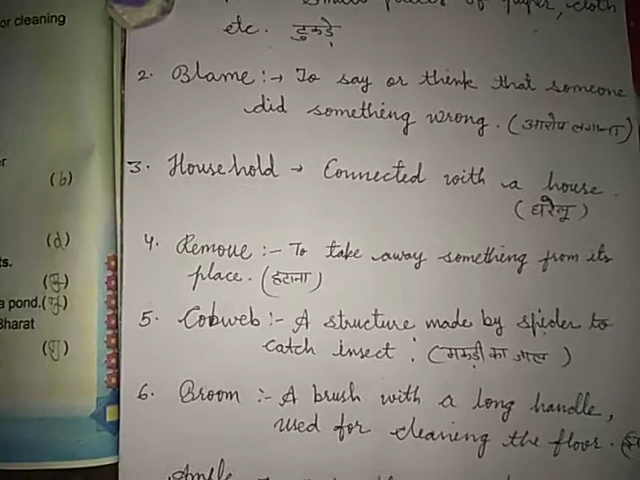 or cleaning
(b)
(d)
ts.
a pond.
Bharat
etc. टुकड़े
2. Blame :→ To say or think that someone
did something wrong. (आरोप लगाना)
3. Household → Connected with a house.
(घरेलू)
4. Remove :- To take away something from its
place. (हटाना)
5. Cobweb :- A structure made by spider to
catch insect : (मकड़ी का जाल)
6. Broom :- A brush with a long handle,
used for cleaning the floor.